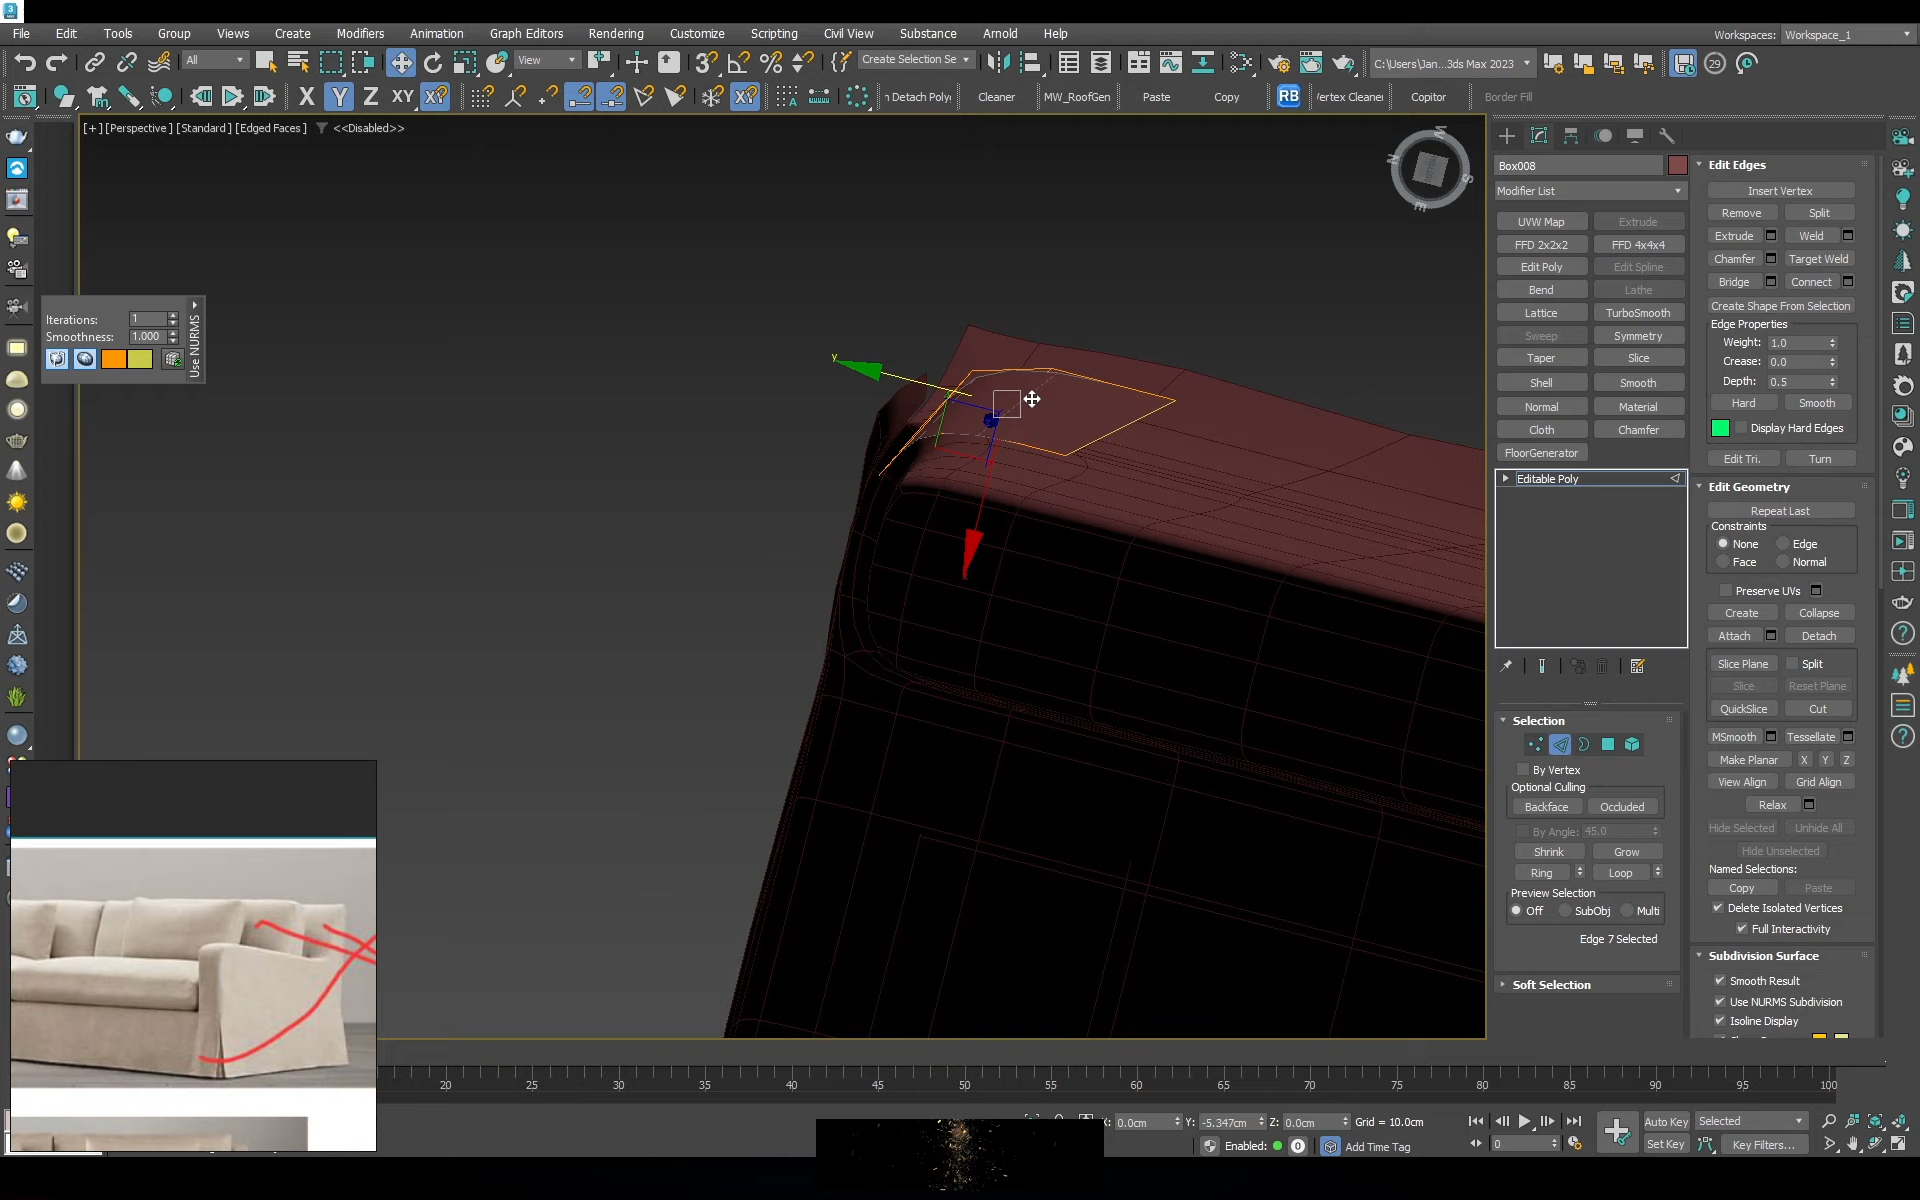 File Edit Tools Group Views Create Modifiers Animation Graph Editors Rendering Customize Scripting Civil View Substance Arnold Help
Workspaces: Workspace_1
All View Create Selection Se C:\Users\Jan...3ds Max 2023 29
X Y Z XY XY n Detach Poly Cleaner MW_RoofGen Paste Copy RB Vertex Cleaner Copitor Border Fill
[+] [Perspective] [Standard] [Edged Faces] <<Disabled>>
Iterations: 1
Smoothness: 1.000
Use NURMS
y
Box008
Modifier List
UVW Map Extrude
FFD 2x2x2 FFD 4x4x4
Edit Poly Edit Spline
Bend Lathe
Lattice TurboSmooth
Sweep Symmetry
Taper Slice
Shell Smooth
Normal Material
Cloth Chamfer
FloorGenerator
Editable Poly
Selection
By Vertex
Optional Culling
Backface Occluded
By Angle: 45.0
Shrink Grow
Ring Loop
Preview Selection
Off SubObj Multi
Edge 7 Selected
Soft Selection
Edit Edges
Insert Vertex
Remove Split
Extrude Weld
Chamfer Target Weld
Bridge Connect
Create Shape From Selection
Edge Properties
Weight: 1.0
Crease: 0.0
Depth: 0.5
Hard Smooth
Display Hard Edges
Edit Tri. Turn
Edit Geometry
Repeat Last
Constraints
None Edge
Face Normal
Preserve UVs
Create Collapse
Attach Detach
Slice Plane Split
Slice Reset Plane
QuickSlice Cut
MSmooth Tessellate
Make Planar X Y Z
View Align Grid Align
Relax
Hide Selected Unhide All
Hide Unselected
Named Selections:
Copy Paste
Delete Isolated Vertices
Full Interactivity
Subdivision Surface
Smooth Result
Use NURMS Subdivision
Isoline Display
20 25 30 35 40 45 50 55 60 65 70 75 80 85 90 95 100
0.0cm Y: -5.347cm Z: 0.0cm Grid = 10.0cm
Enabled: 0 Add Time Tag
0
Auto Key Selected
Set Key Key Filters...